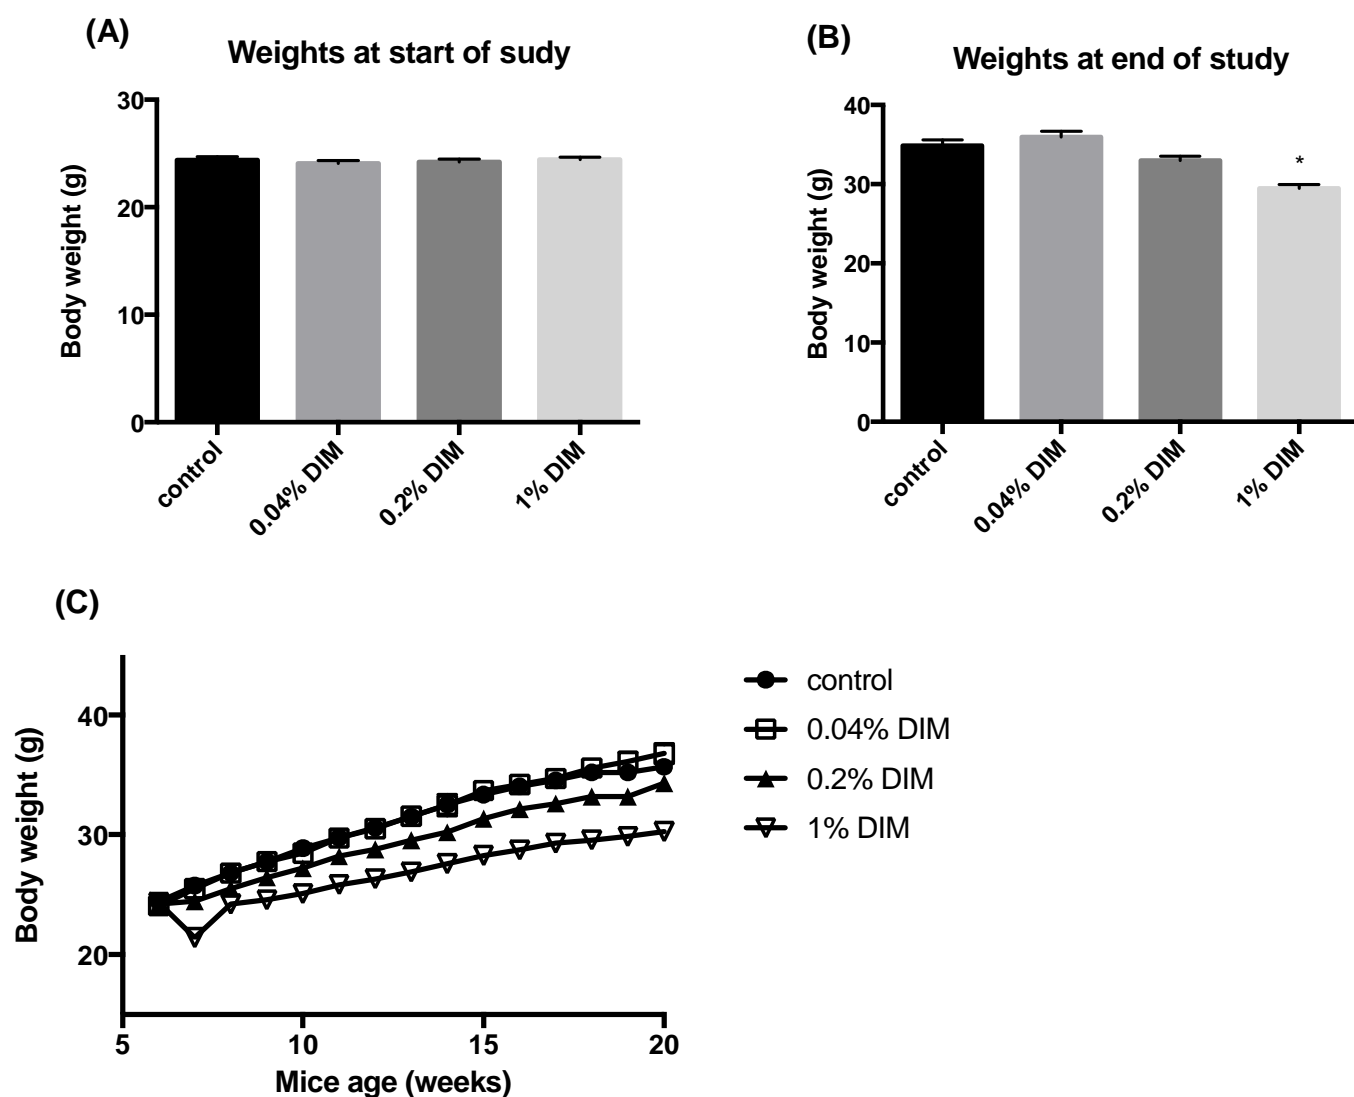 (A)
Weights at start of sudy
30
20
10
0
Body weight (g)
control
0.04% DIM
0.2% DIM
1% DIM
(B)
Weights at end of study
40
30
20
10
0
Body weight (g)
*
control
0.04% DIM
0.2% DIM
1% DIM
(C)
40
30
20
Body weight (g)
5
10
15
20
Mice age (weeks)
control
0.04% DIM
0.2% DIM
1% DIM